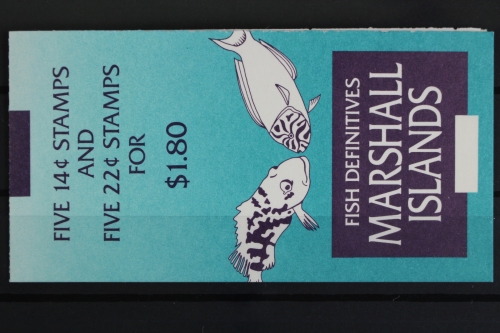 FISH DEFINITIVES
MARSHALL
ISLANDS
FIVE 14¢ STAMPS
AND
FIVE 22¢ STAMPS
FOR
$1.80